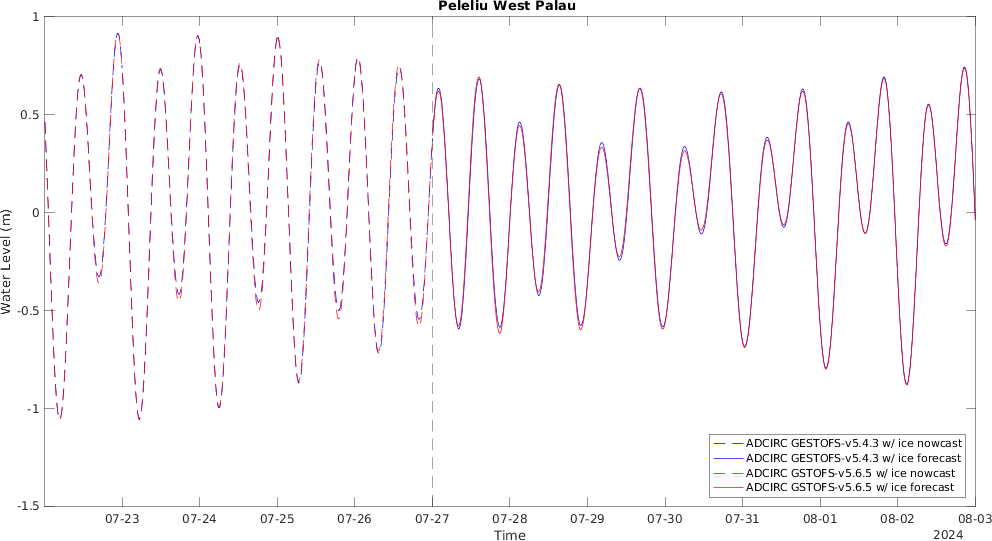 Peleliu West Palau
1
0.5
0
-0.5
-1
-1.5
Water Level (m)
ADCIRC GESTOFS-v5.4.3 w/ ice nowcast
ADCIRC GESTOFS-v5.4.3 w/ ice forecast
ADCIRC GSTOFS-v5.6.5 w/ ice nowcast
ADCIRC GSTOFS-v5.6.5 w/ ice forecast
07-23 07-24 07-25 07-26 07-27 07-28 07-29 07-30 07-31 08-01 08-02 08-03
Time
2024